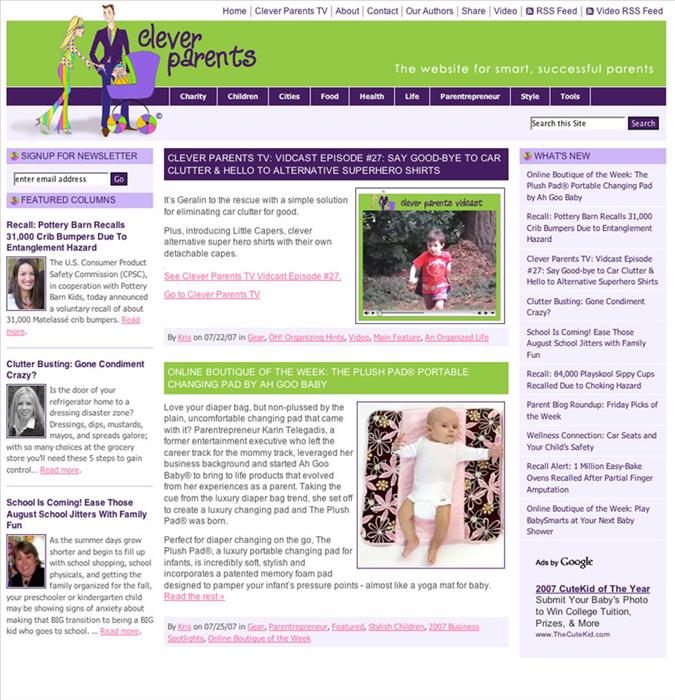 Home | Clever Parents TV | About | Contact | Our Authors | Share | Video | RSS Feed | Video RSS Feed
clever
parents
The website for smart, successful parents
Charity | Children | Cities | Food | Health | Life | Parentrepreneur | Style | Tools
©
Search this Site Search
SIGNUP FOR NEWSLETTER
enter email address Go
FEATURED COLUMNS
Recall: Pottery Barn Recalls
31,000 Crib Bumpers Due To
Entanglement Hazard
The U.S. Consumer Product
Safety Commission (CPSC),
in cooperation with Pottery
Barn Kids, today announced
a voluntary recall of about
31,000 Matelassé crib bumpers. Read
more.
Clutter Busting: Gone Condiment
Crazy?
Is the door of your
refrigerator home to a
dressing disaster zone?
Dressings, dips, mustards,
mayos, and spreads galore;
with so many choices at the grocery
store you'll need these 5 steps to gain
control... Read more.
School Is Coming! Ease Those
August School Jitters With Family
Fun
As the summer days grow
shorter and begin to fill up
with school shopping, school
physicals, and getting the
family organized for the fall,
your preschooler or kindergarten child
may be showing signs of anxiety about
making that BIG transition to being a BIG
kid who goes to school. ... Read more.
CLEVER PARENTS TV: VIDCAST EPISODE #27: SAY GOOD-BYE TO CAR
CLUTTER & HELLO TO ALTERNATIVE SUPERHERO SHIRTS
It's Geralin to the rescue with a simple solution
for eliminating car clutter for good.
Plus, introducing Little Capers, clever
alternative super hero shirts with their own
detachable capes.
See Clever Parents TV Vidcast Episode #27.
Go to Clever Parents TV
clever parents vidcast
By Kris on 07/22/07 in Gear, OH! Organizing Hints, Video, Main Feature, An Organized Life
ONLINE BOUTIQUE OF THE WEEK: THE PLUSH PAD® PORTABLE
CHANGING PAD BY AH GOO BABY
Love your diaper bag, but non-plussed by the
plain, uncomfortable changing pad that came
with it? Parentrepreneur Karin Telegadis, a
former entertainment executive who left the
career track for the mommy track, leveraged her
business background and started Ah Goo
Baby® to bring to life products that evolved
from her experiences as a parent. Taking the
cue from the luxury diaper bag trend, she set off
to create a luxury changing pad and The Plush
Pad® was born.
Perfect for diaper changing on the go, The
Plush Pad®, a luxury portable changing pad for
infants, is incredibly soft, stylish and
incorporates a patented memory foam pad
designed to pamper your infant's pressure points - almost like a yoga mat for baby.
Read the rest »
By Kris on 07/25/07 in Gear, Parentrepreneur, Featured, Stylish Children, 2007 Business
Spotlights, Online Boutique of the Week
WHAT'S NEW
Online Boutique of the Week: The
Plush Pad® Portable Changing Pad
by Ah Goo Baby
Recall: Pottery Barn Recalls 31,000
Crib Bumpers Due to Entanglement
Hazard
Clever Parents TV: Vidcast Episode
#27: Say Good-bye to Car Clutter &
Hello to Alternative Superhero Shirts
Clutter Busting: Gone Condiment
Crazy?
School Is Coming! Ease Those
August School Jitters with Family
Fun
Recall: 84,000 Playskool Sippy Cups
Recalled Due to Choking Hazard
Parent Blog Roundup: Friday Picks of
the Week
Wellness Connection: Car Seats and
Your Child's Safety
Recall Alert: 1 Million Easy-Bake
Ovens Recalled After Partial Finger
Amputation
Online Boutique of the Week: Play
BabySmarts at Your Next Baby
Shower
Ads by Google
2007 CuteKid of The Year
Submit Your Baby's Photo
to Win College Tuition,
Prizes, & More
www.TheCuteKid.com